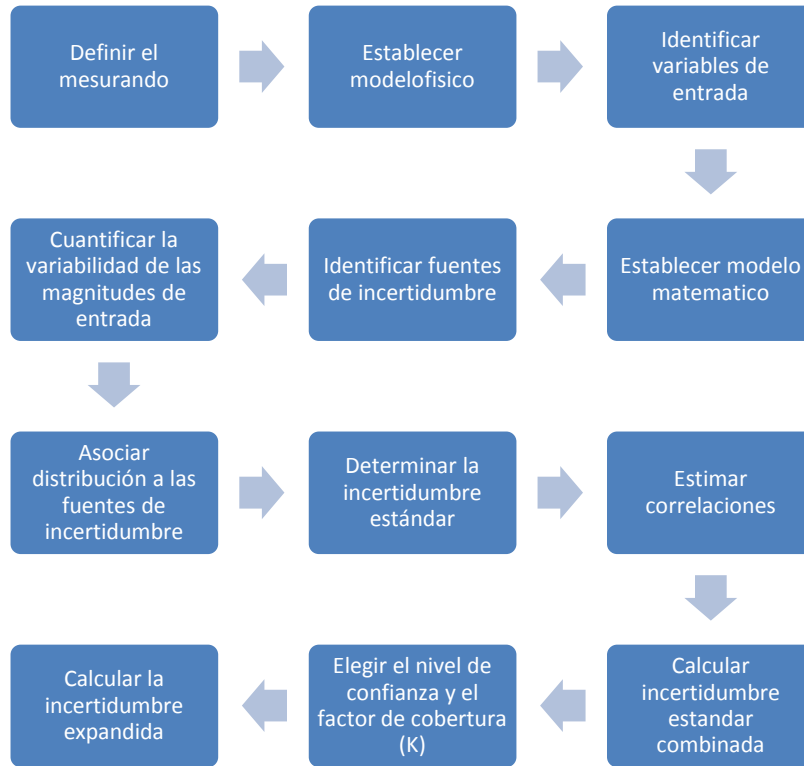 Definir el
mesurando
Establecer
modelofisico
Identificar
variables de
entrada
Establecer modelo
matematico
Identificar fuentes
de incertidumbre
Cuantificar la
variabilidad de las
magnitudes de
entrada
Asociar
distribución a las
fuentes de
incertidumbre
Determinar la
incertidumbre
estándar
Estimar
correlaciones
Calcular
incertidumbre
estandar
combinada
Elegir el nivel de
confianza y el
factor de cobertura
(K)
Calcular la
incertidumbre
expandida